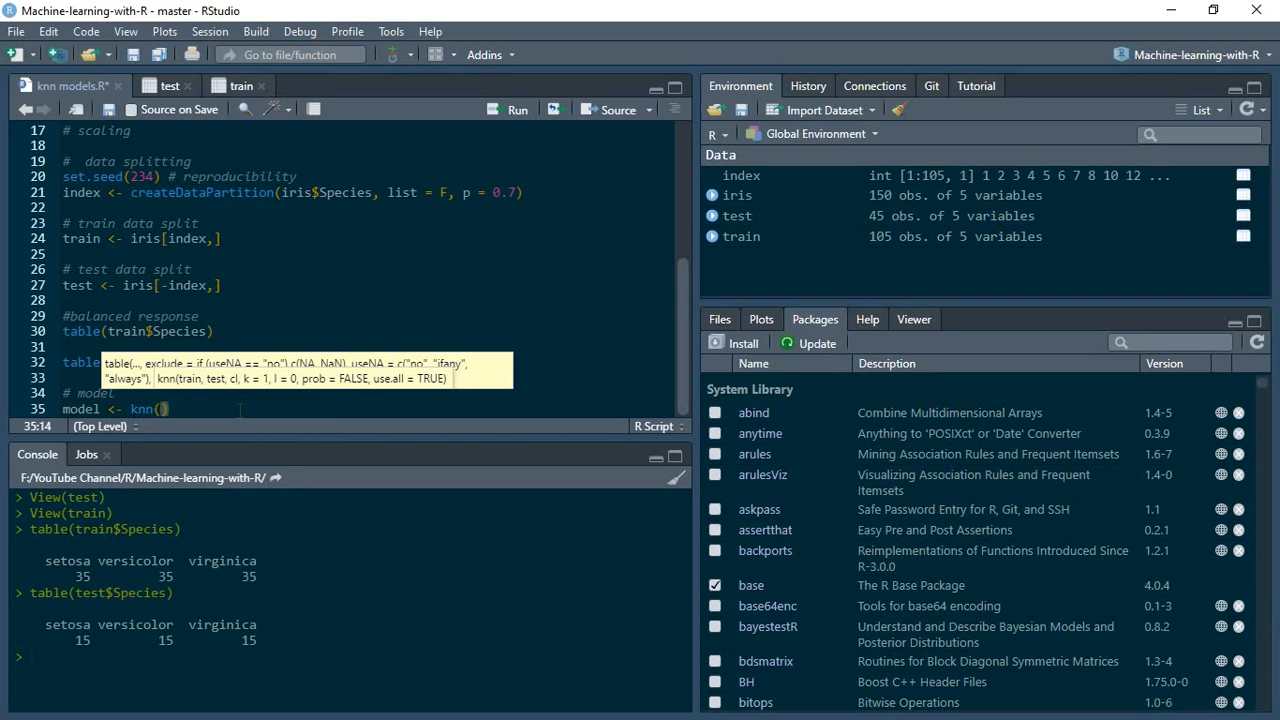 Machine-learning-with-R - master - RStudio
File Edit Code View Plots Session Build Debug Profile Tools Help
Go to file/function Addins Machine-learning-with-R
knn models.R* test train
Source on Save Run Source
17 # scaling
18
19 # data splitting
20 set.seed(234) # reproducibility
21 index <- createDataPartition(iris$Species, list = F, p = 0.7)
22
23 # train data split
24 train <- iris[index,]
25
26 # test data split
27 test <- iris[-index,]
28
29 #balanced response
30 table(train$Species)
31
32 table
table(..., exclude = if (useNA == "no") c(NA, NaN), useNA = c("no", "ifany",
33 "always"), knn(train, test, cl, k = 1, l = 0, prob = FALSE, use.all = TRUE)
34 # model
35 model <- knn()
35:14 (Top Level) R Script
Console Jobs
F:/YouTube Channel/R/Machine-learning-with-R/
> View(test)
> View(train)
> table(train$Species)
setosa versicolor virginica
35 35 35
> table(test$Species)
setosa versicolor virginica
15 15 15
>
Environment History Connections Git Tutorial
Import Dataset List
R Global Environment
Data
index int [1:105, 1] 1 2 3 4 5 6 7 8 10 12 ...
iris 150 obs. of 5 variables
test 45 obs. of 5 variables
train 105 obs. of 5 variables
Files Plots Packages Help Viewer
Install Update
Name Description Version
System Library
abind Combine Multidimensional Arrays 1.4-5
anytime Anything to 'POSIXct' or 'Date' Converter 0.3.9
arules Mining Association Rules and Frequent Itemsets 1.6-7
arulesViz Visualizing Association Rules and Frequent 1.4-0
Itemsets
askpass Safe Password Entry for R, Git, and SSH 1.1
assertthat Easy Pre and Post Assertions 0.2.1
backports Reimplementations of Functions Introduced Since 1.2.1
R-3.0.0
base The R Base Package 4.0.4
base64enc Tools for base64 encoding 0.1-3
bayestestR Understand and Describe Bayesian Models and 0.8.2
Posterior Distributions
bdsmatrix Routines for Block Diagonal Symmetric Matrices 1.3-4
BH Boost C++ Header Files 1.75.0-0
bitops Bitwise Operations 1.0-6